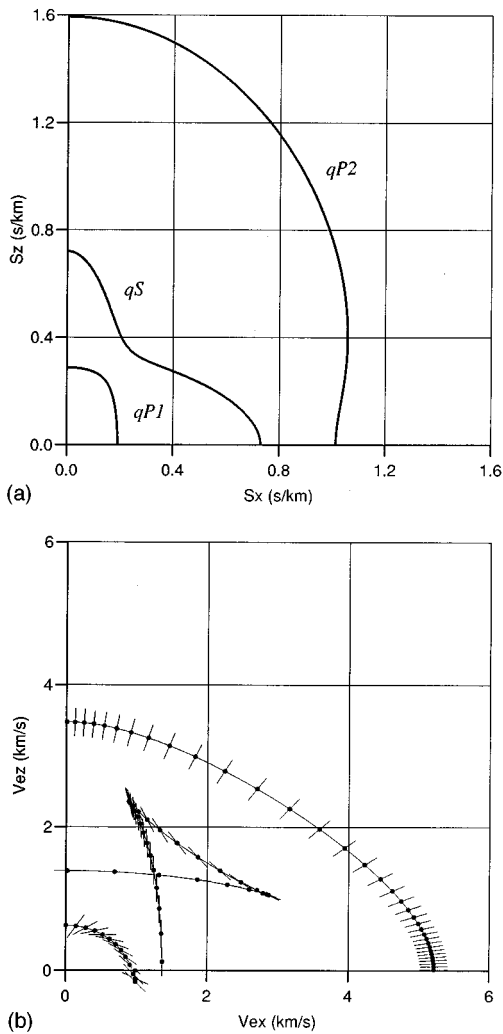 1.6
1.2
0.8
0.4
0.0
Sz (s/km)
qP2
qS
qP1
0.0 0.4 0.8 1.2 1.6
Sx (s/km)
(a)
6
4
2
0
Vez (km/s)
0 2 4 6
Vex (km/s)
(b)